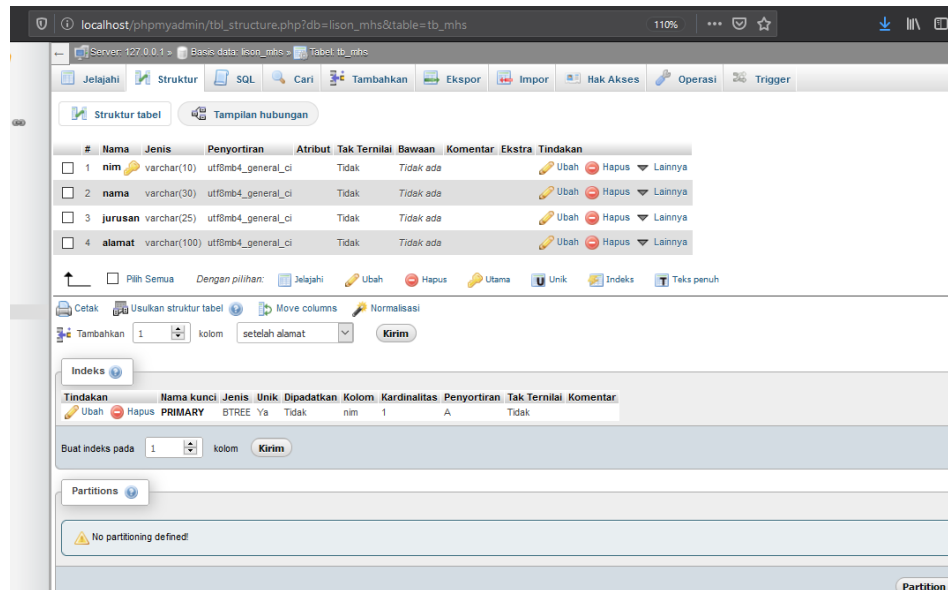 localhost/phpmyadmin/tbl_structure.php?db=lison_mhs&table=tb_mhs 110%
Server: 127.0.0.1 » Basis data: lison_mhs » Tabel: tb_mhs
Jelajahi Struktur SQL Cari Tambahkan Ekspor Impor Hak Akses Operasi Trigger
Struktur tabel Tampilan hubungan
# Nama Jenis Penyortiran Atribut Tak Ternilai Bawaan Komentar Ekstra Tindakan
1 nim varchar(10) utf8mb4_general_ci Tidak Tidak ada Ubah Hapus Lainnya
2 nama varchar(30) utf8mb4_general_ci Tidak Tidak ada Ubah Hapus Lainnya
3 jurusan varchar(25) utf8mb4_general_ci Tidak Tidak ada Ubah Hapus Lainnya
4 alamat varchar(100) utf8mb4_general_ci Tidak Tidak ada Ubah Hapus Lainnya
Pilih Semua Dengan pilihan: Jelajahi Ubah Hapus Utama Unik Indeks Teks penuh
Cetak Usulkan struktur tabel Move columns Normalisasi
Tambahkan 1 kolom setelah alamat Kirim
Indeks
Tindakan Nama kunci Jenis Unik Dipadatkan Kolom Kardinalitas Penyortiran Tak Ternilai Komentar
Ubah Hapus PRIMARY BTREE Ya Tidak nim 1 A Tidak
Buat indeks pada 1 kolom Kirim
Partitions
No partitioning defined!
Partition